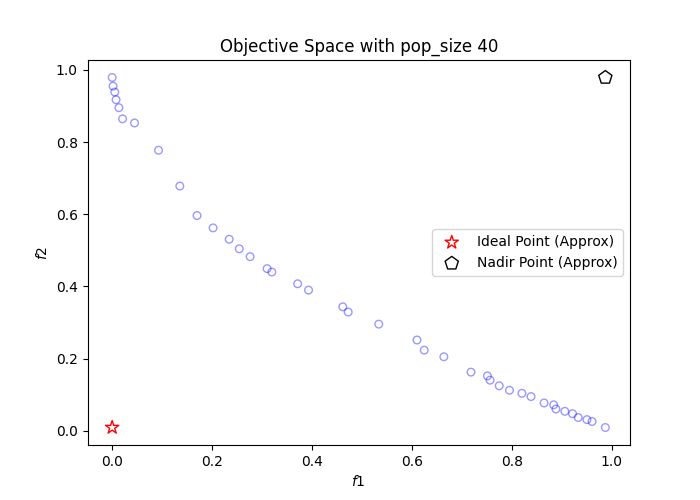 Objective Space with pop_size 40
1.0
0.8
0.6
0.4
0.2
0.0
f2
Ideal Point (Approx)
Nadir Point (Approx)
0.0 0.2 0.4 0.6 0.8 1.0
f1